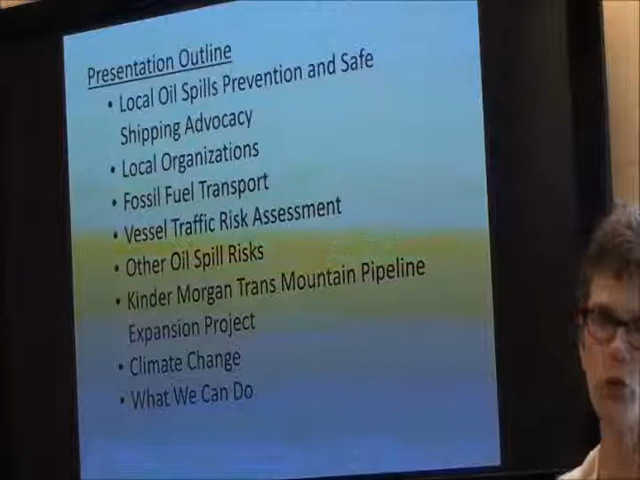 Presentation Outline
• Local Oil Spills Prevention and Safe
Shipping Advocacy
• Local Organizations
• Fossil Fuel Transport
• Vessel Traffic Risk Assessment
• Other Oil Spill Risks
• Kinder Morgan Trans Mountain Pipeline
Expansion Project
• Climate Change
• What We Can Do